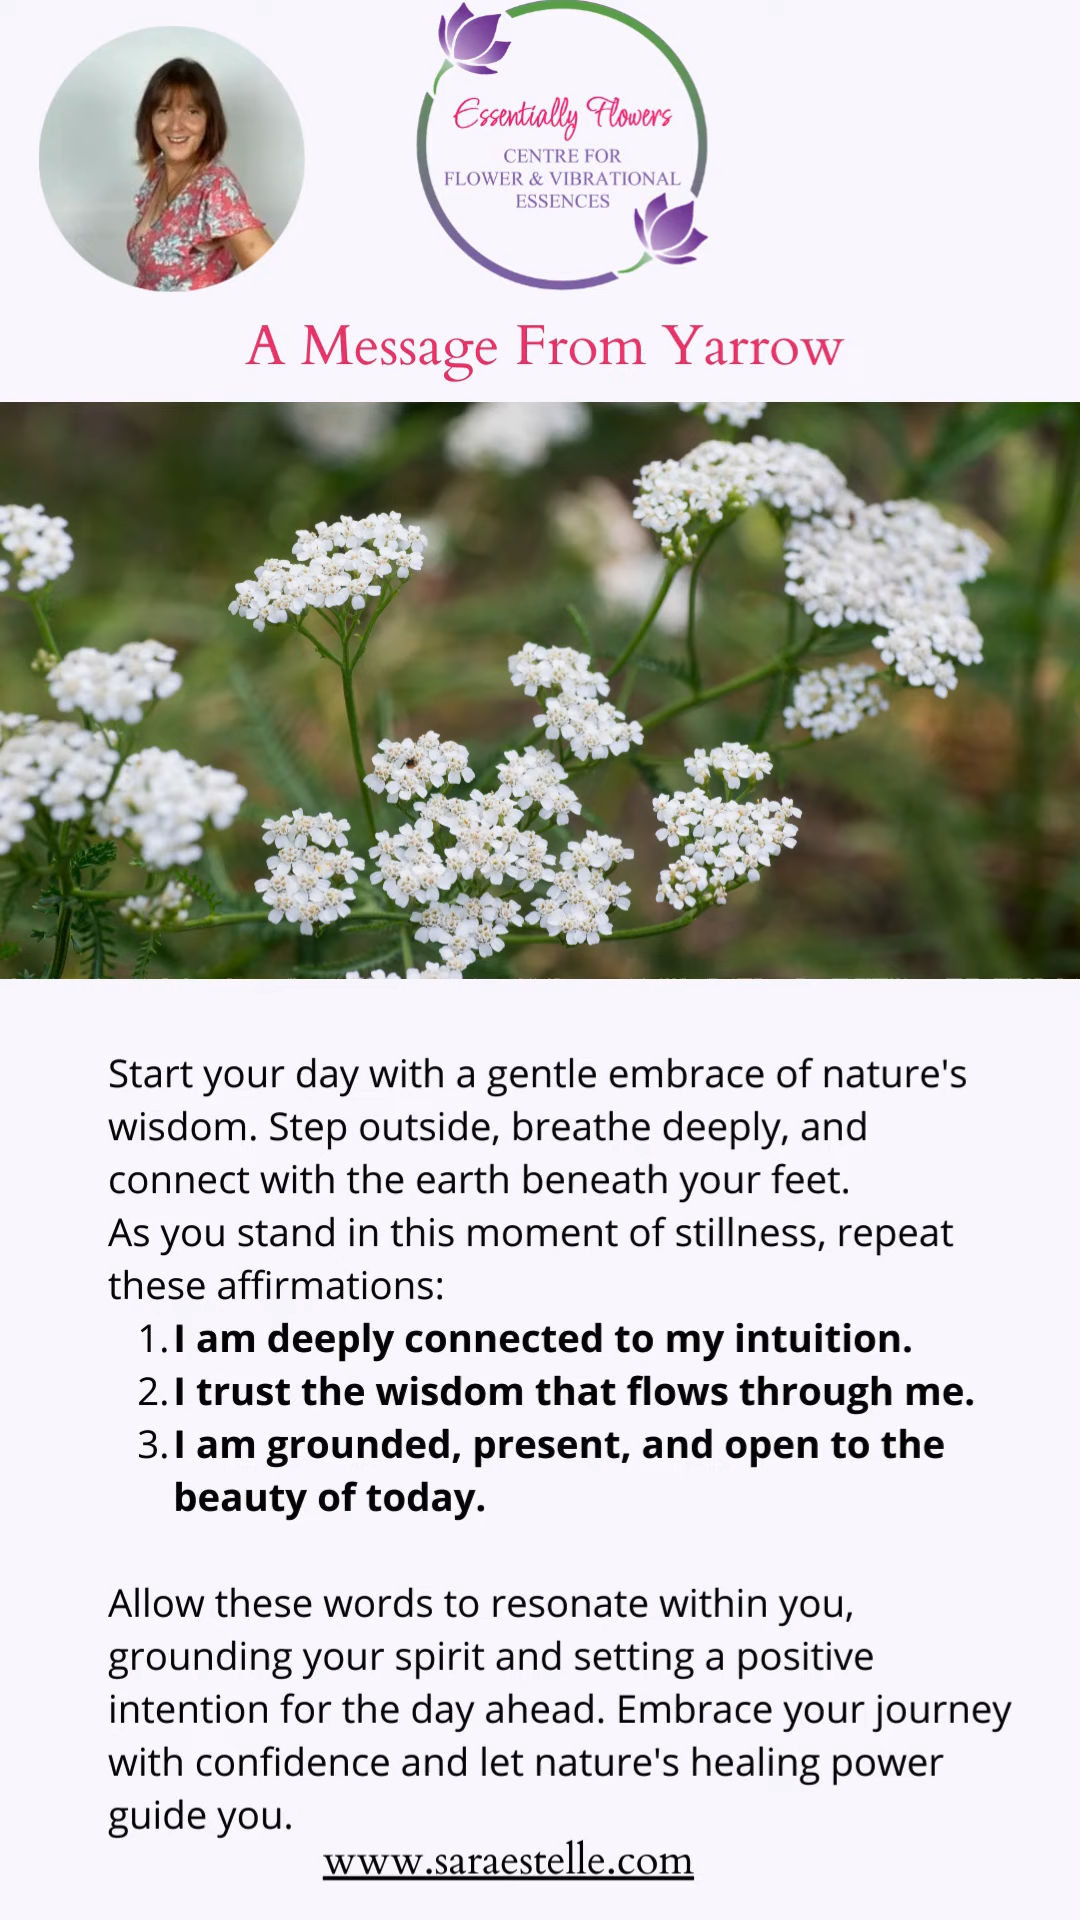 Essentially Flowers
CENTRE FOR
FLOWER & VIBRATIONAL
ESSENCES
A Message From Yarrow
Start your day with a gentle embrace of nature's
wisdom. Step outside, breathe deeply, and
connect with the earth beneath your feet.
As you stand in this moment of stillness, repeat
these affirmations:
1. I am deeply connected to my intuition.
2. I trust the wisdom that flows through me.
3. I am grounded, present, and open to the
beauty of today.
Allow these words to resonate within you,
grounding your spirit and setting a positive
intention for the day ahead. Embrace your journey
with confidence and let nature's healing power
guide you.
www.saraestelle.com